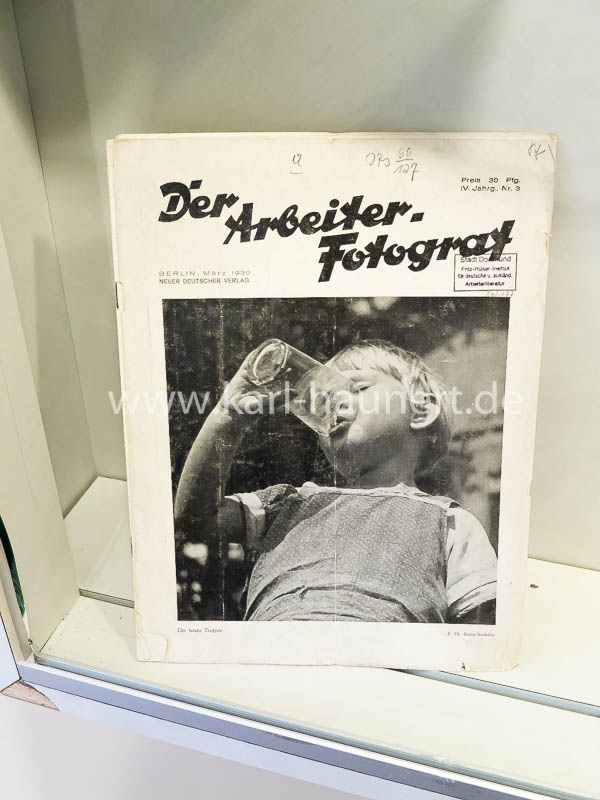 Preis 30 Pfg.
IV. Jahrg., Nr. 3
Der Arbeiter-
Fotograf
BERLIN, März 1930
NEUER DEUTSCHER VERLAG
Stadt Dortmund
Fritz-Hüser-Institut
für deutsche u. ausländ.
Arbeiterliteratur
www.karl-haunert.de
Der letzte Tropfen